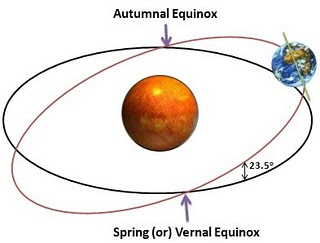 Autumnal Equinox
23.5°
Spring (or) Vernal Equinox